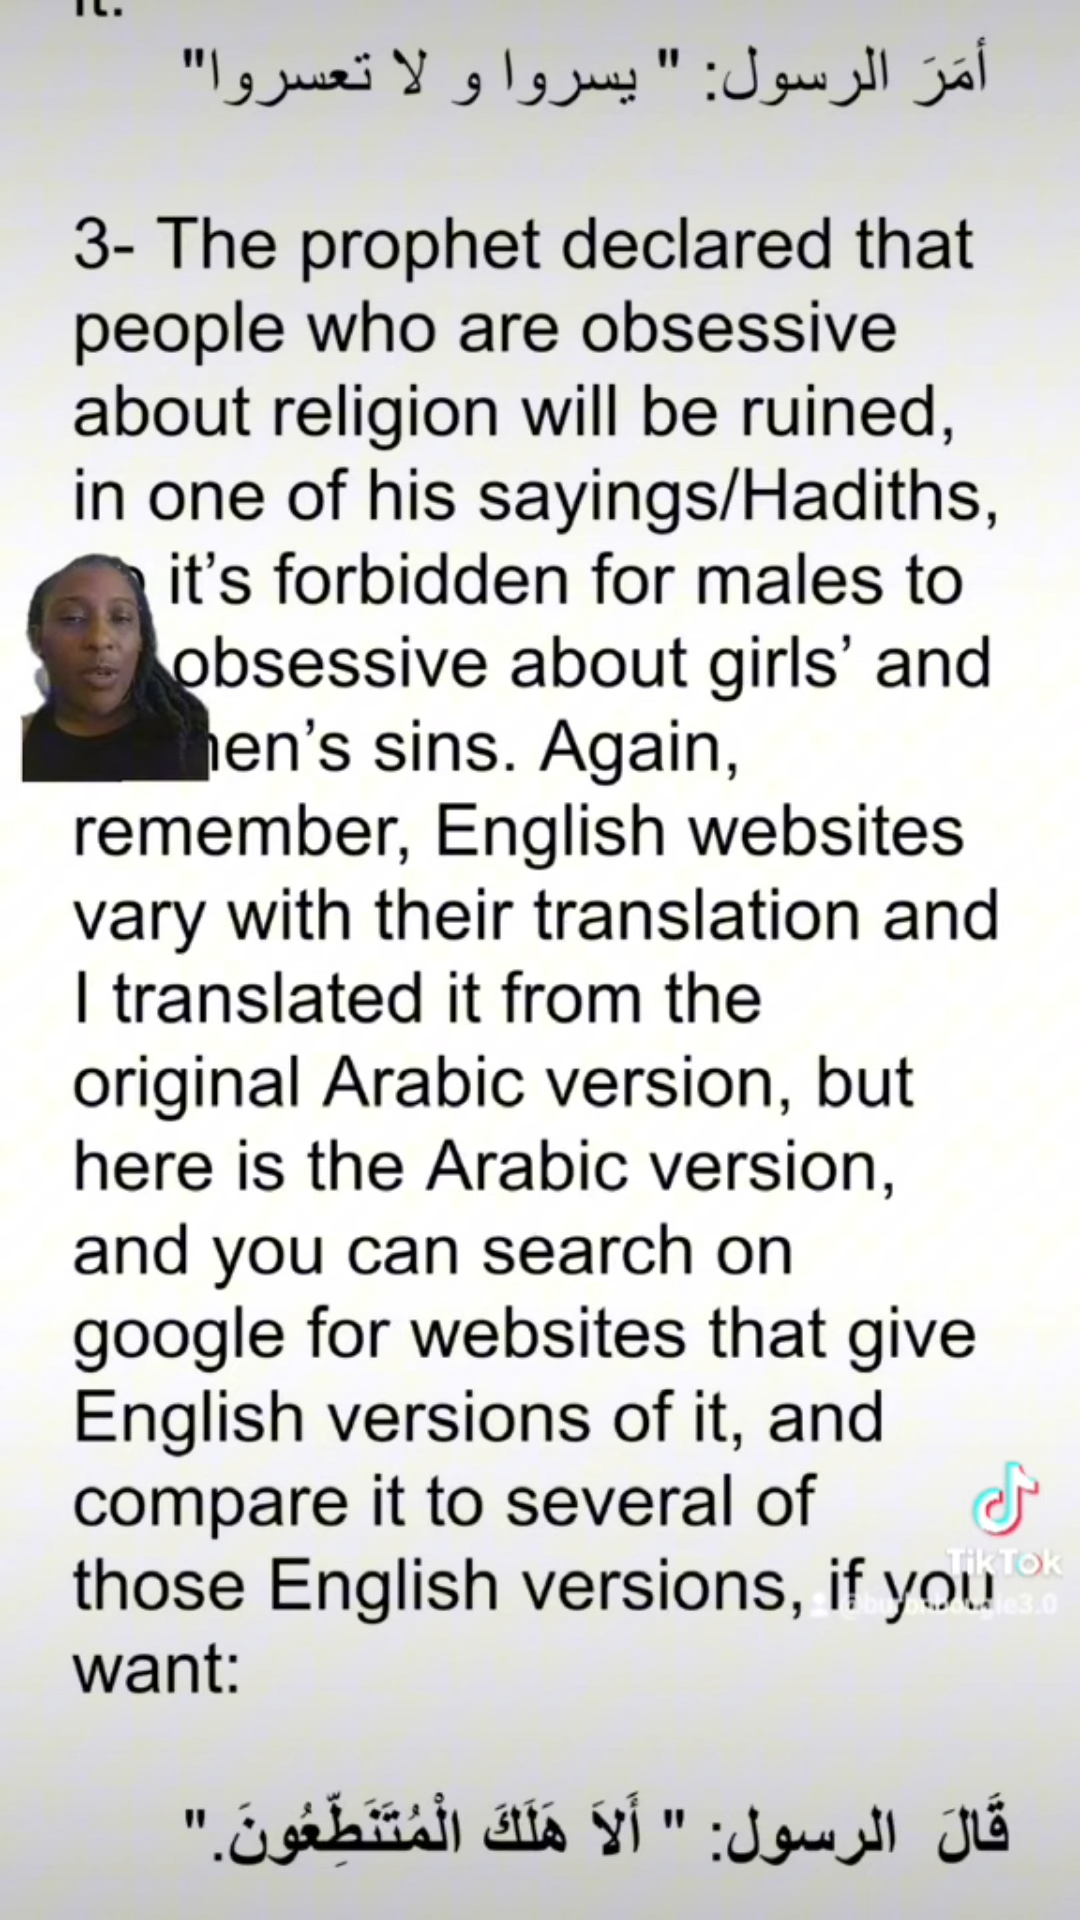 it.
أمَرَ الرسول: " يسروا و لا تعسروا"
3- The prophet declared that
people who are obsessive
about religion will be ruined,
in one of his sayings/Hadiths,
it’s forbidden for males to
obsessive about girls’ and
men’s sins. Again,
remember, English websites
vary with their translation and
I translated it from the
original Arabic version, but
here is the Arabic version,
and you can search on
google for websites that give
English versions of it, and
compare it to several of
those English versions, if you
want:
TikTok
قَالَ الرسول: " أَلاَ هَلَكَ الْمُتَنَطِّعُونَ. "